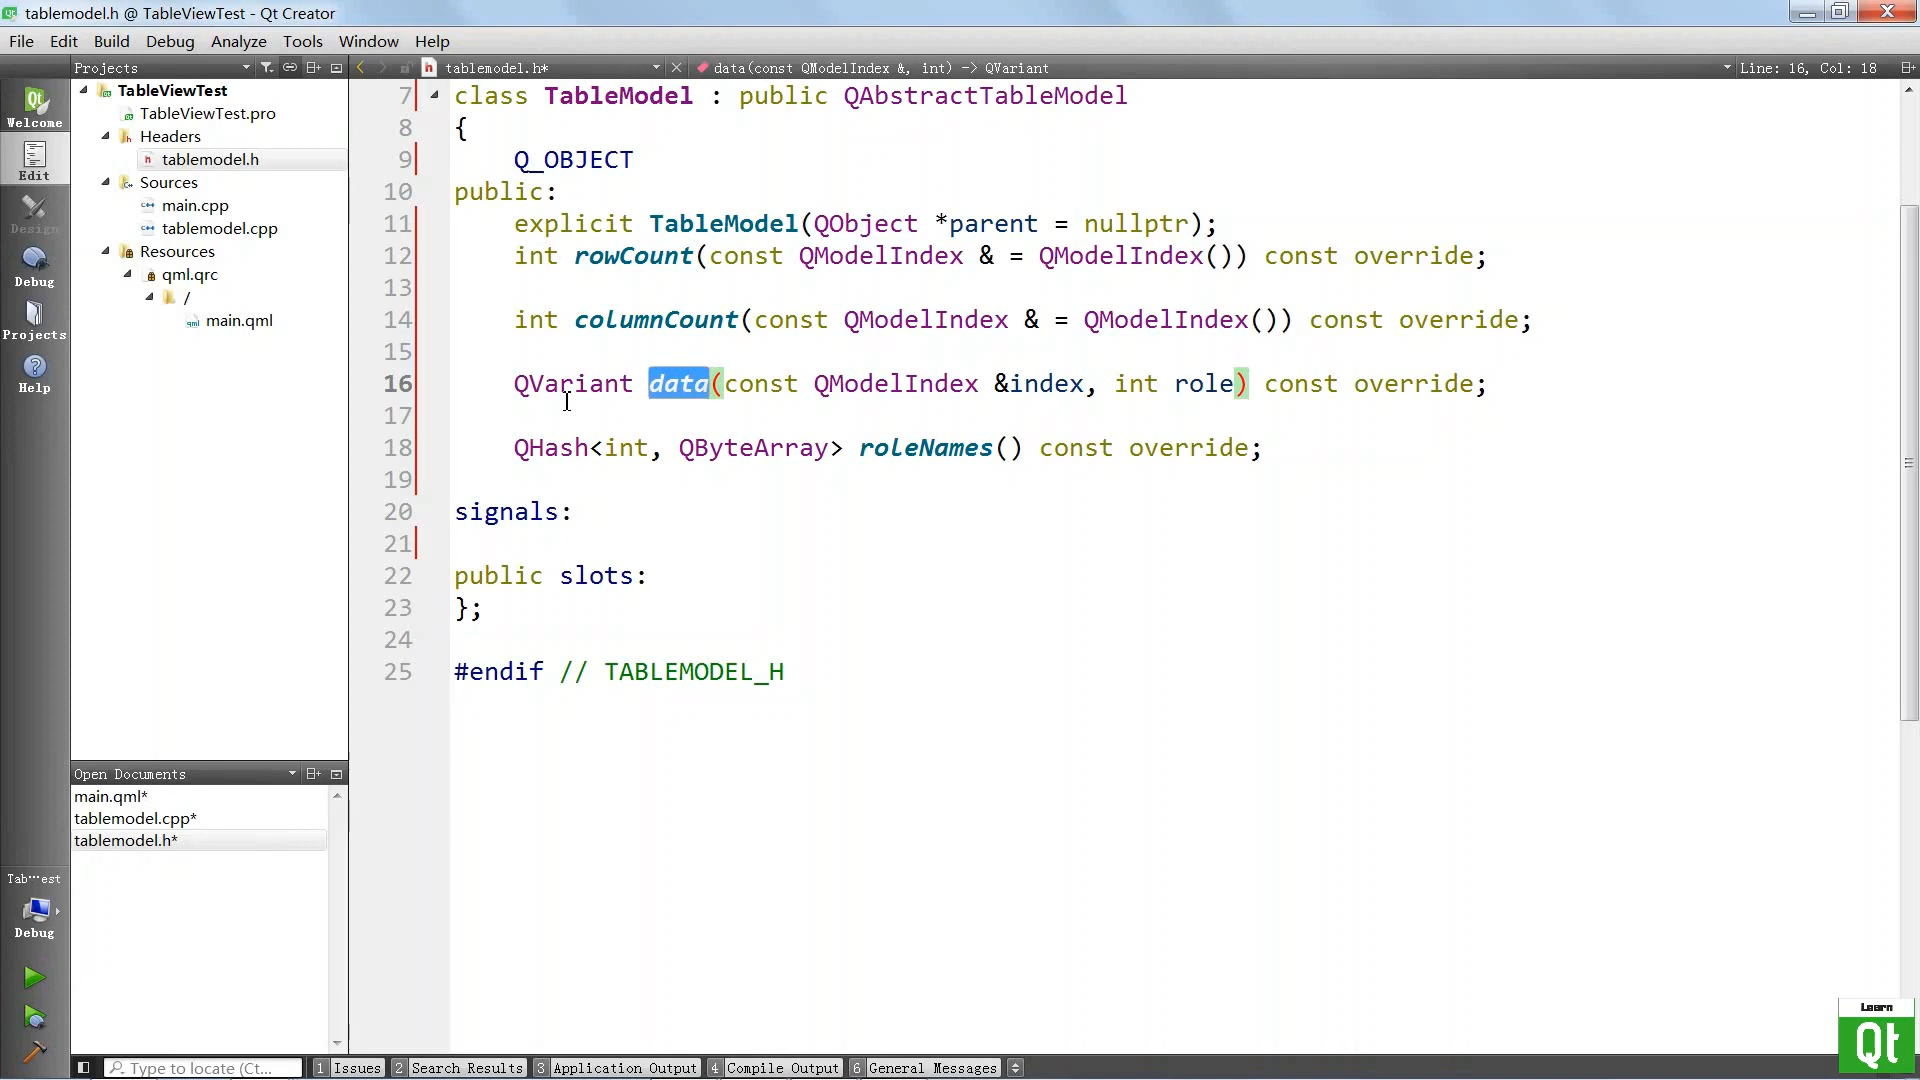 tablemodel.h @ TableViewTest - Qt Creator
File Edit Build Debug Analyze Tools Window Help
Projects
tablemodel.h*
data(const QModelIndex &, int) -> QVariant
Line: 16, Col: 18
Welcome
Edit
Design
Debug
Projects
Help
TableViewTest
TableViewTest.pro
Headers
tablemodel.h
Sources
main.cpp
tablemodel.cpp
Resources
qml.qrc
/
main.qml
7 class TableModel : public QAbstractTableModel
8 {
9 Q_OBJECT
10 public:
11 explicit TableModel(QObject *parent = nullptr);
12 int rowCount(const QModelIndex & = QModelIndex()) const override;
13
14 int columnCount(const QModelIndex & = QModelIndex()) const override;
15
16 QVariant data(const QModelIndex &index, int role) const override;
17
18 QHash<int, QByteArray> roleNames() const override;
19
20 signals:
21
22 public slots:
23 };
24
25 #endif // TABLEMODEL_H
Open Documents
main.qml*
tablemodel.cpp*
tablemodel.h*
Tab···est
Debug
Type to locate (Ct...
1 Issues
2 Search Results
3 Application Output
4 Compile Output
6 General Messages
Learn
Qt